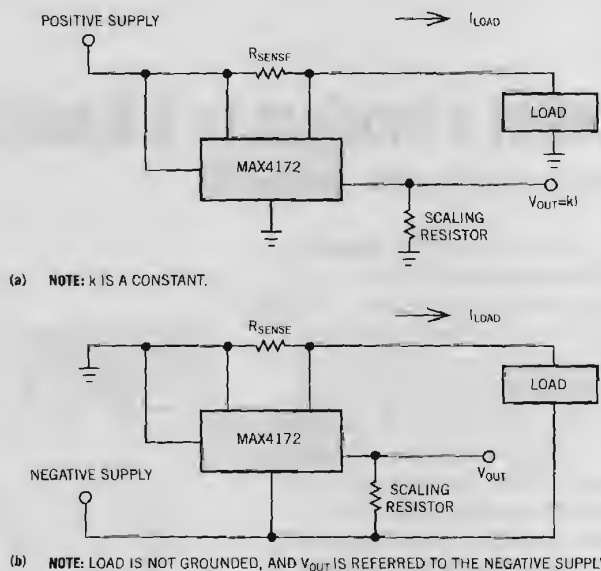 POSITIVE SUPPLY
I_LOAD
R_SENSE
LOAD
MAX4172
V_OUT=kI
SCALING
RESISTOR
(a) NOTE: k IS A CONSTANT.
I_LOAD
R_SENSE
LOAD
MAX4172
NEGATIVE SUPPLY
V_OUT
SCALING
RESISTOR
(b) NOTE: LOAD IS NOT GROUNDED, AND V_OUT IS REFERRED TO THE NEGATIVE SUPPLY